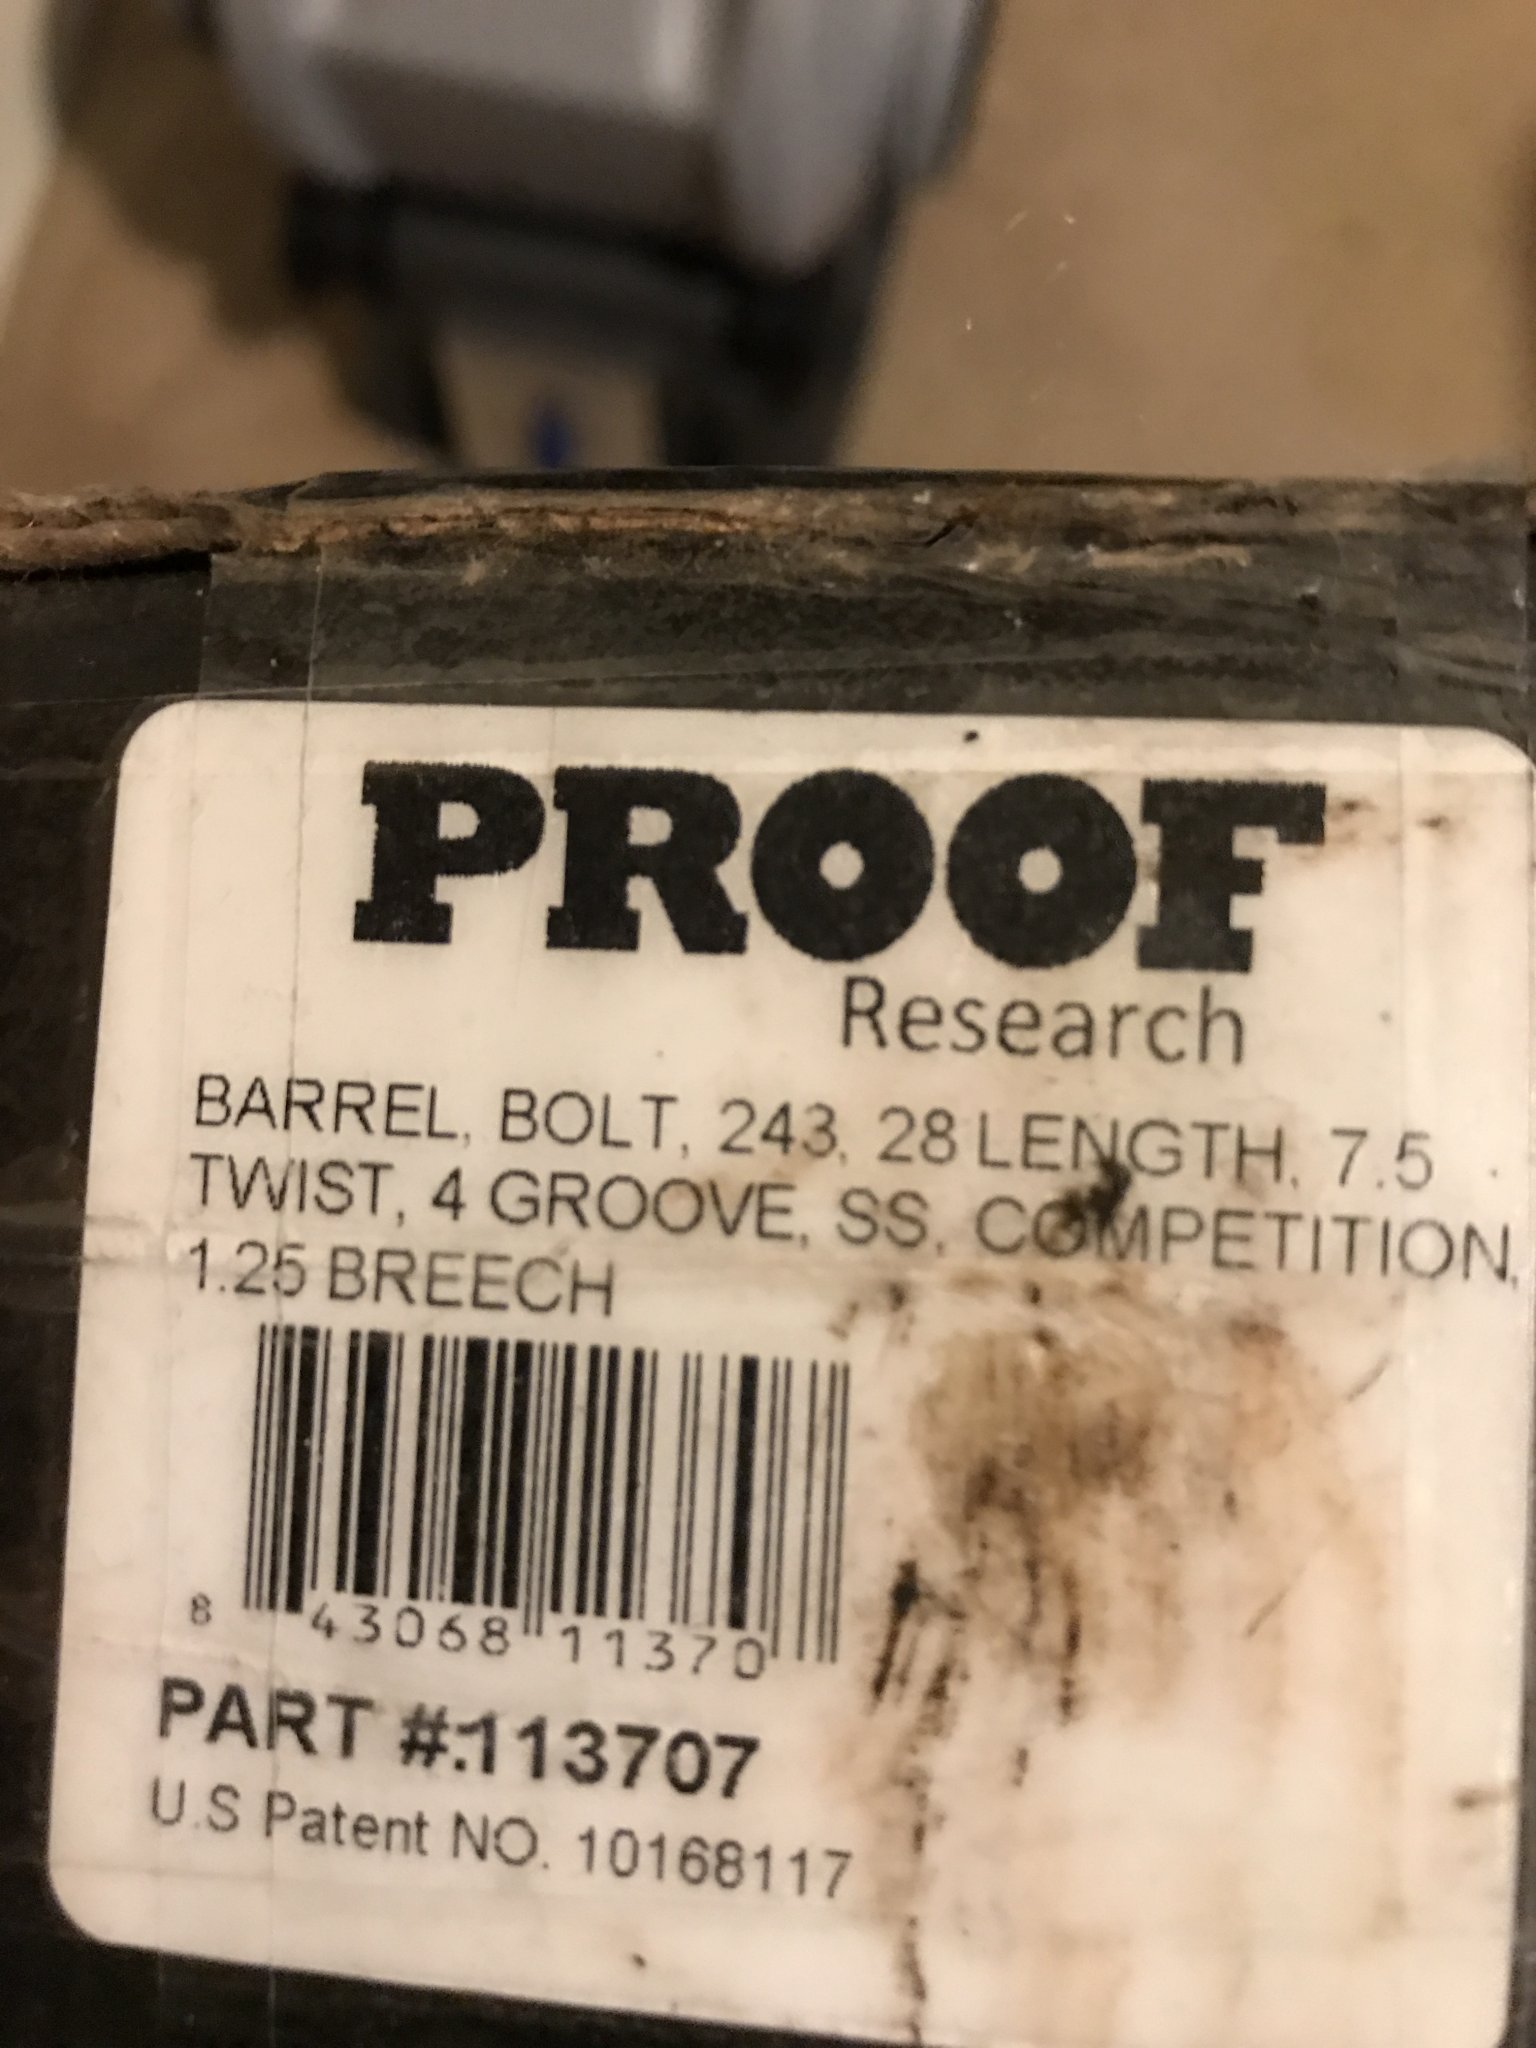 PROOF
Research
BARREL, BOLT, 243, 28 LENGTH, 7.5
TWIST, 4 GROOVE, SS, COMPETITION,
1.25 BREECH
8 43068 11370
PART #:113707
U.S Patent NO. 10168117